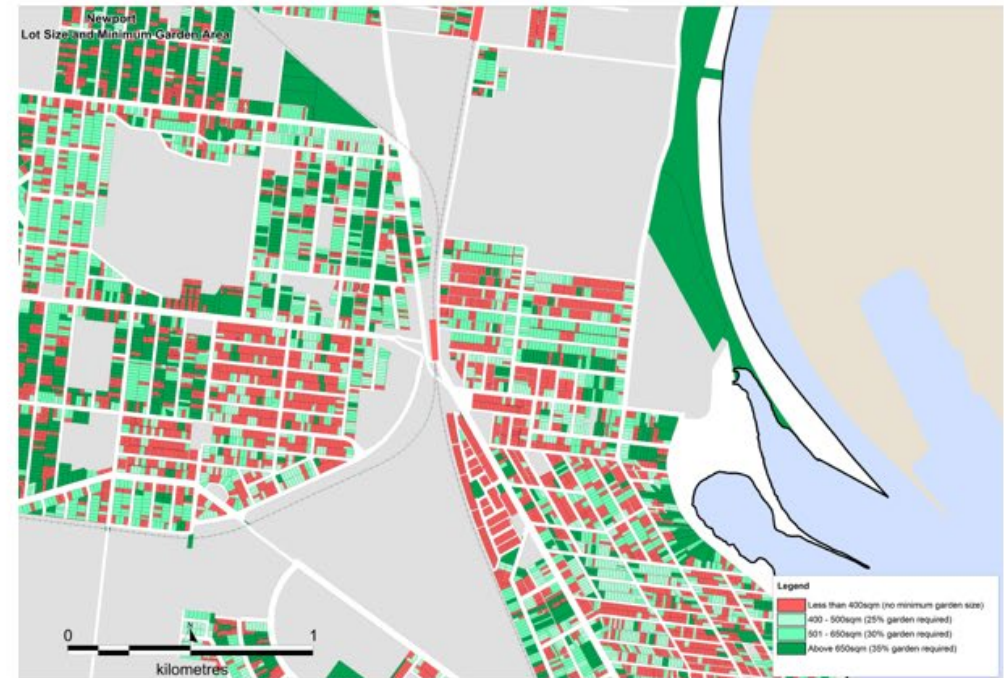 Newport
Lot Size and Minimum Garden Area
Legend
Less than 400sqm (no minimum garden size)
400 - 500sqm (25% garden required)
501 - 650sqm (30% garden required)
Above 650sqm (35% garden required)
N
0 1
kilometres